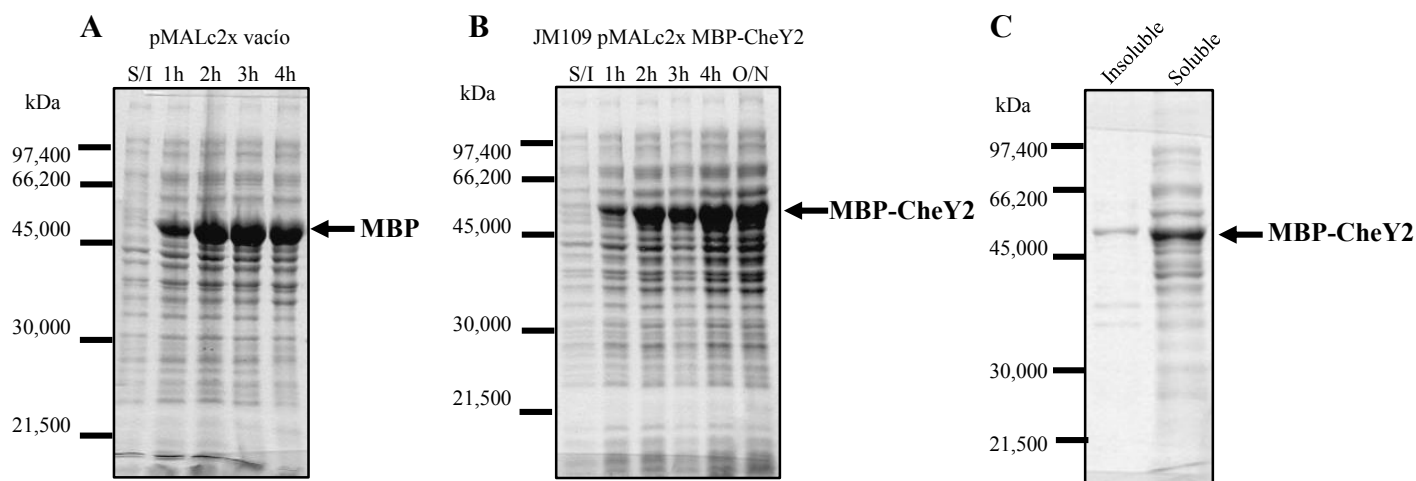 A
pMALc2x vacío
S/I 1h 2h 3h 4h
kDa
97,400
66,200
45,000
30,000
21,500
MBP
B
JM109 pMALc2x MBP-CheY2
S/I 1h 2h 3h 4h O/N
kDa
97,400
66,200
45,000
30,000
21,500
MBP-CheY2
C
Insoluble
Soluble
kDa
97,400
66,200
45,000
30,000
21,500
MBP-CheY2